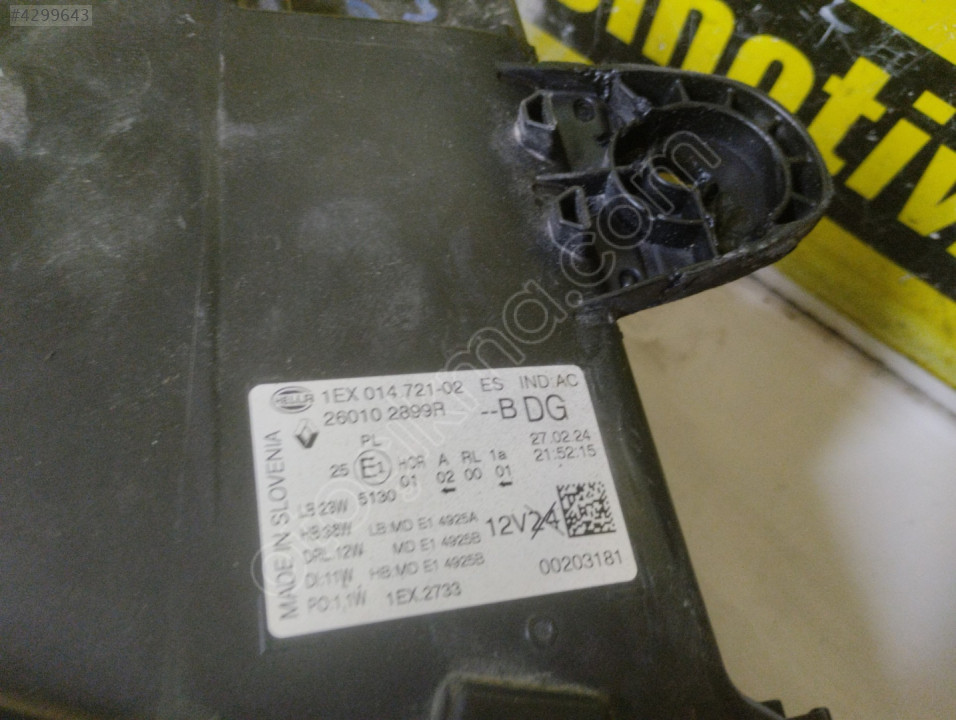 #4299643
inotiv
HELLA 1EX 014.721-02 ES IND:AC
26010 2899R --B DG
27.02.24
21:52:15
PL
25 E1 HCR A RL 1a
5130 01 02 00 01
MADE IN SLOVENIA
LB:23W
HB:38W LB:MD E1 4925A
DRL:12W MD E1 4925B
DI:11W HB:MD E1 4925B
PO:1,1W 1EX.2733
12V24
00203181